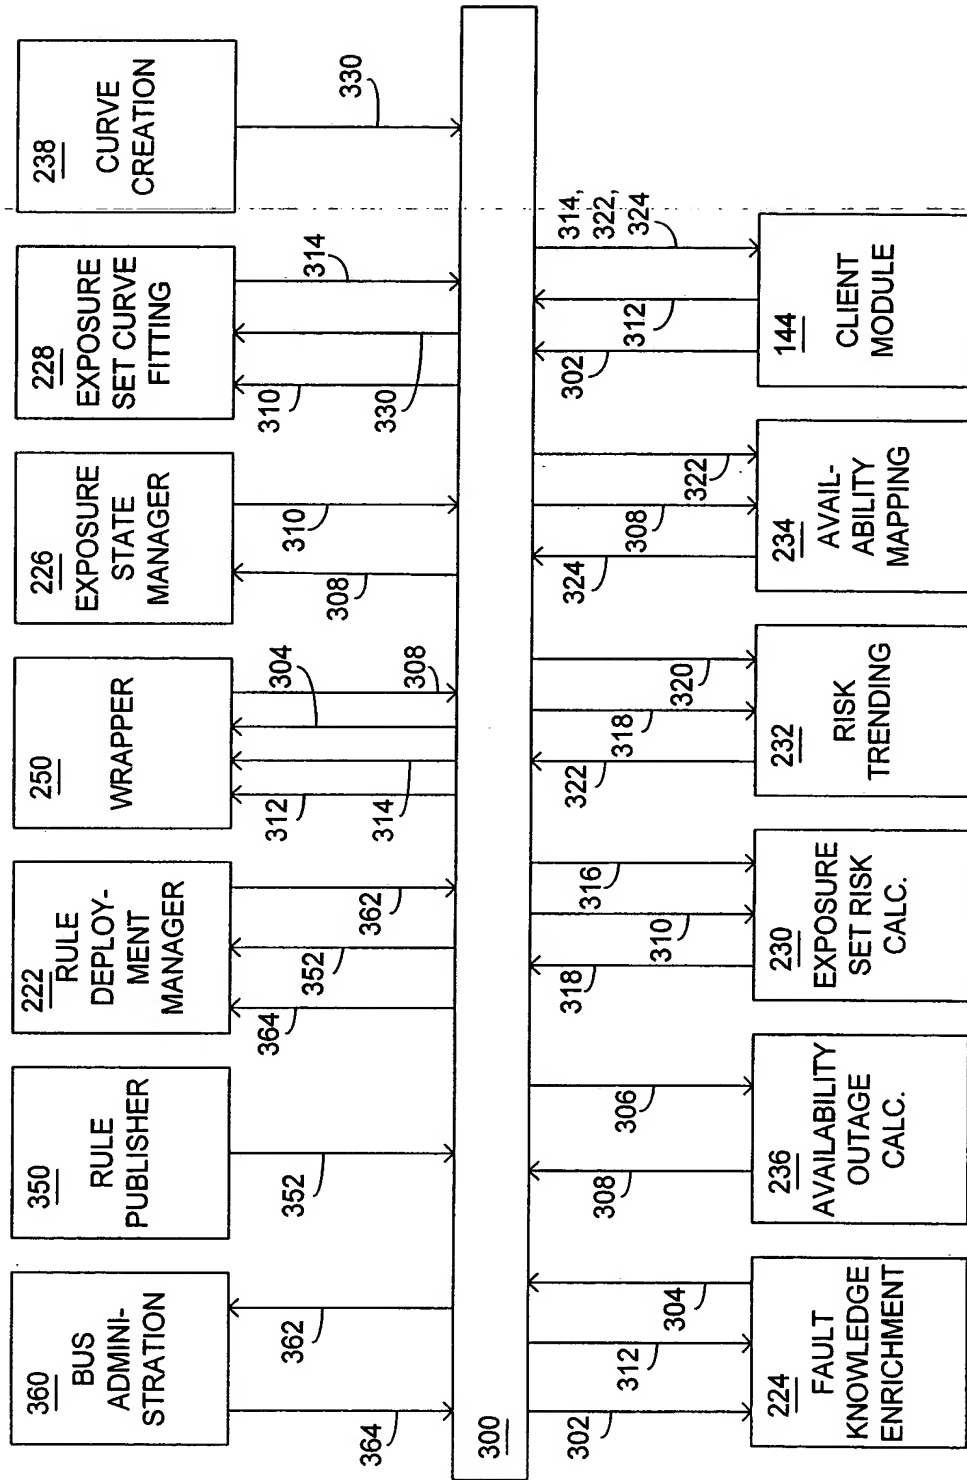 360
BUS
ADMINI-
STRATION
350
RULE
PUBLISHER
222
RULE
DEPLOY-
MENT
MANAGER
250
WRAPPER
226
EXPOSURE
STATE
MANAGER
228
EXPOSURE
SET CURVE
FITTING
238
CURVE
CREATION
364
362
352
364
352
362
312
314
304
308
308
310
310
330
314
330
300
302
312
304
308
306
318
310
316
322
318
320
324
308
322
302
312
314,
322,
324
224
FAULT
KNOWLEDGE
ENRICHMENT
236
AVAILABILITY
OUTAGE
CALC.
230
EXPOSURE
SET RISK
CALC.
232
RISK
TRENDING
234
AVAIL-
ABILITY
MAPPING
144
CLIENT
MODULE